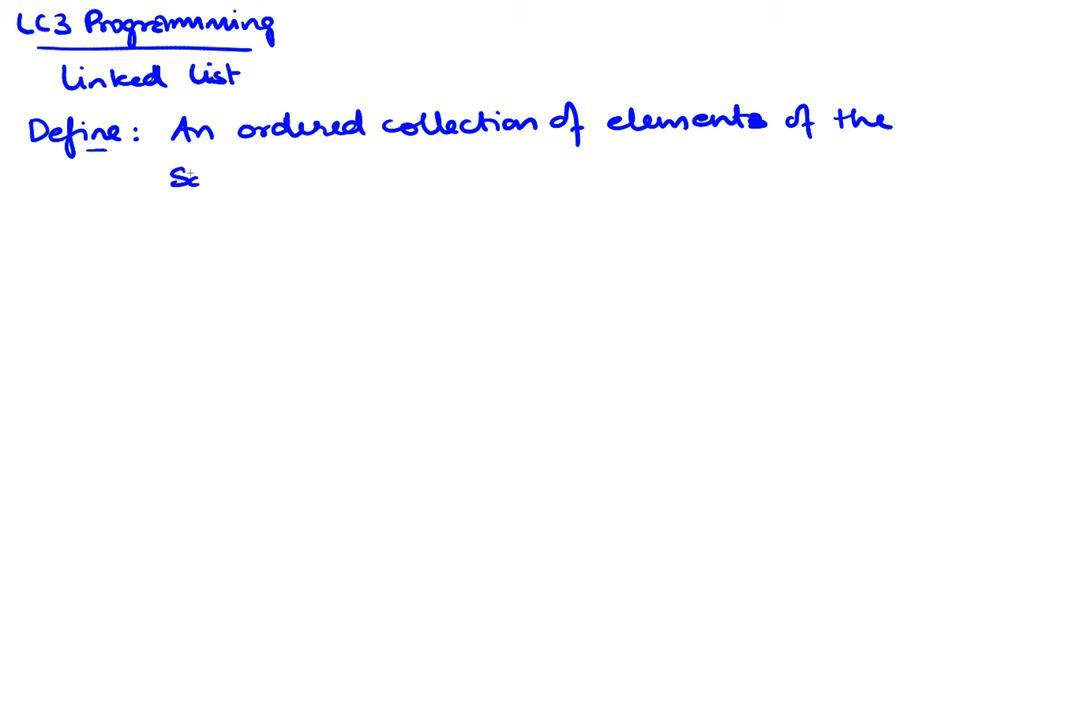 LC3 Programming
Linked List
Define: An ordered collection of elements of the